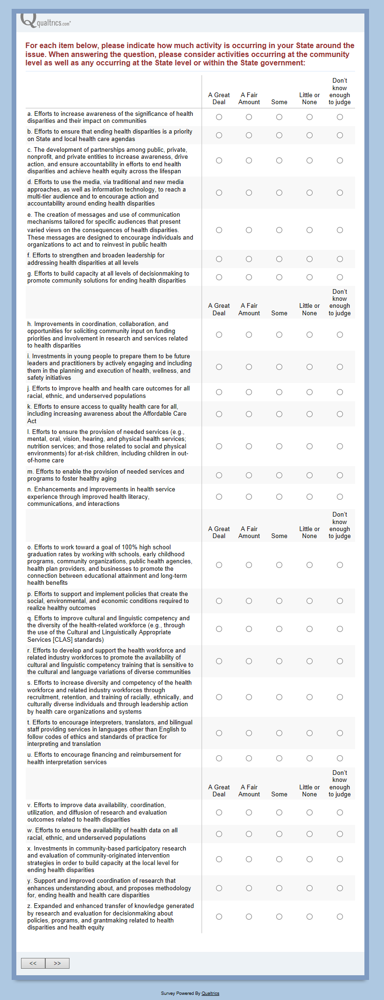 Qualtrics.com
For each item below, please indicate how much activity is occurring in your State around the
issue. When answering the question, please consider activities occurring at the community
level as well as any occurring at the State level or within the State government:
A Great Deal
A Fair Amount
Some
Little or None
Don't know enough to judge
a. Efforts to increase awareness of the significance of health
disparities and their impact on communities
b. Efforts to ensure that ending health disparities is a priority
on State and local health care agendas
c. The development of partnerships among public, private,
nonprofit, and private entities to increase awareness, drive
action, and ensure accountability in efforts to end health
disparities and achieve health equity across the lifespan
d. Efforts to use the media, via traditional and new media
approaches, as well as information technology, to reach a
multi-tier audience and to encourage action and
accountability around ending health disparities
e. The creation of messages and use of communication
mechanisms tailored for specific audiences that present
varied views on the consequences of health disparities.
These messages are designed to encourage individuals and
organizations to act and to reinvest in public health
f. Efforts to strengthen and broaden leadership for
addressing health disparities at all levels
g. Efforts to build capacity at all levels of decisionmaking to
promote community solutions for ending health disparities
A Great Deal
A Fair Amount
Some
Little or None
Don't know enough to judge
h. Improvements in coordination, collaboration, and
opportunities for soliciting community input on funding
priorities and involvement in research and services related
to health disparities
i. Investments in young people to prepare them to be future
leaders and practitioners by actively engaging and including
them in the planning and execution of health, wellness, and
safety initiatives
j. Efforts to improve health and health care outcomes for all
racial, ethnic, and underserved populations
k. Efforts to ensure access to quality health care for all,
including increasing awareness about the Affordable Care
Act
l. Efforts to ensure the provision of needed services (e.g.,
mental, oral, vision, hearing, and physical health services;
nutrition services; and those related to social and physical
environments) for at-risk children, including children in out-
of-home care
m. Efforts to enable the provision of needed services and
programs to foster healthy aging
n. Enhancements and improvements in health service
experience through improved health literacy,
communications, and interactions
A Great Deal
A Fair Amount
Some
Little or None
Don't know enough to judge
o. Efforts to work toward a goal of 100% high school
graduation rates by working with schools, early childhood
programs, community organizations, public health agencies,
health plan providers, and businesses to promote the
connection between educational attainment and long-term
health benefits
p. Efforts to support and implement policies that create the
social, environmental, and economic conditions required to
realize healthy outcomes
q. Efforts to improve cultural and linguistic competency and
the diversity of the health-related workforce (e.g., through
the use of the Cultural and Linguistically Appropriate
Services [CLAS] standards)
r. Efforts to develop and support the health workforce and
related industry workforces to promote the availability of
cultural and linguistic competency training that is sensitive to
the cultural and language variations of diverse communities
s. Efforts to increase diversity and competency of the health
workforce and related industry workforces through
recruitment, retention, and training of racially, ethnically, and
culturally diverse individuals and through leadership action
by health care organizations and systems
t. Efforts to encourage interpreters, translators, and bilingual
staff providing services in languages other than English to
follow codes of ethics and standards of practice for
interpreting and translation
u. Efforts to encourage financing and reimbursement for
health interpretation services
A Great Deal
A Fair Amount
Some
Little or None
Don't know enough to judge
v. Efforts to improve data availability, coordination,
utilization, and diffusion of research and evaluation
outcomes related to health disparities
w. Efforts to ensure the availability of health data on all
racial, ethnic, and underserved populations
x. Investments in community-based participatory research
and evaluation of community-originated intervention
strategies in order to build capacity at the local level for
ending health disparities
y. Support and improved coordination of research that
enhances understanding about, and proposes methodology
for, ending health and health care disparities
z. Expanded and enhanced transfer of knowledge generated
by research and evaluation for decisionmaking about
policies, programs, and grantmaking related to health
disparities and health equity
<< >>
Survey Powered By Qualtrics